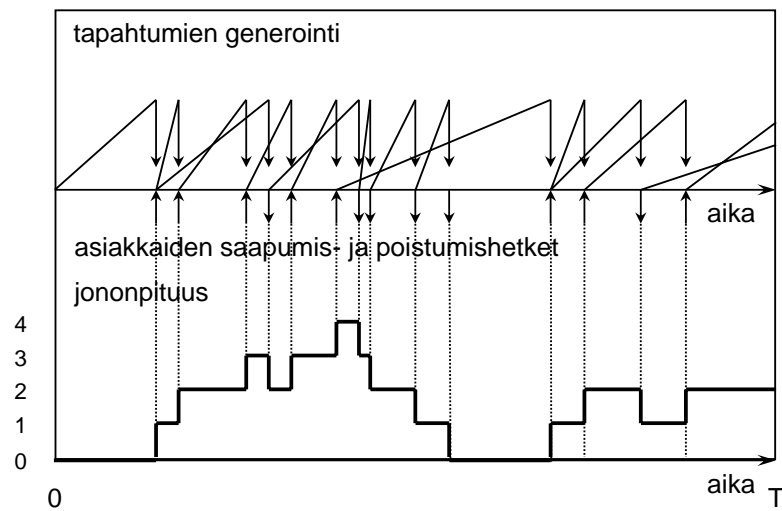 tapahtumien generointi
aika
asiakkaiden saapumis- ja poistumishetket
jononpituus
4
3
2
1
0
aika
0
T